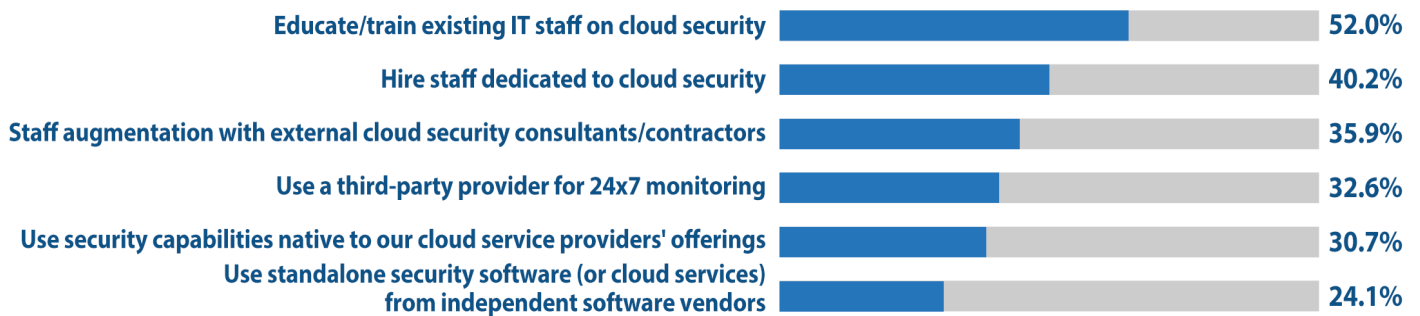 Educate/train existing IT staff on cloud security 52.0%
Hire staff dedicated to cloud security 40.2%
Staff augmentation with external cloud security consultants/contractors 35.9%
Use a third-party provider for 24x7 monitoring 32.6%
Use security capabilities native to our cloud service providers' offerings 30.7%
Use standalone security software (or cloud services)
from independent software vendors 24.1%